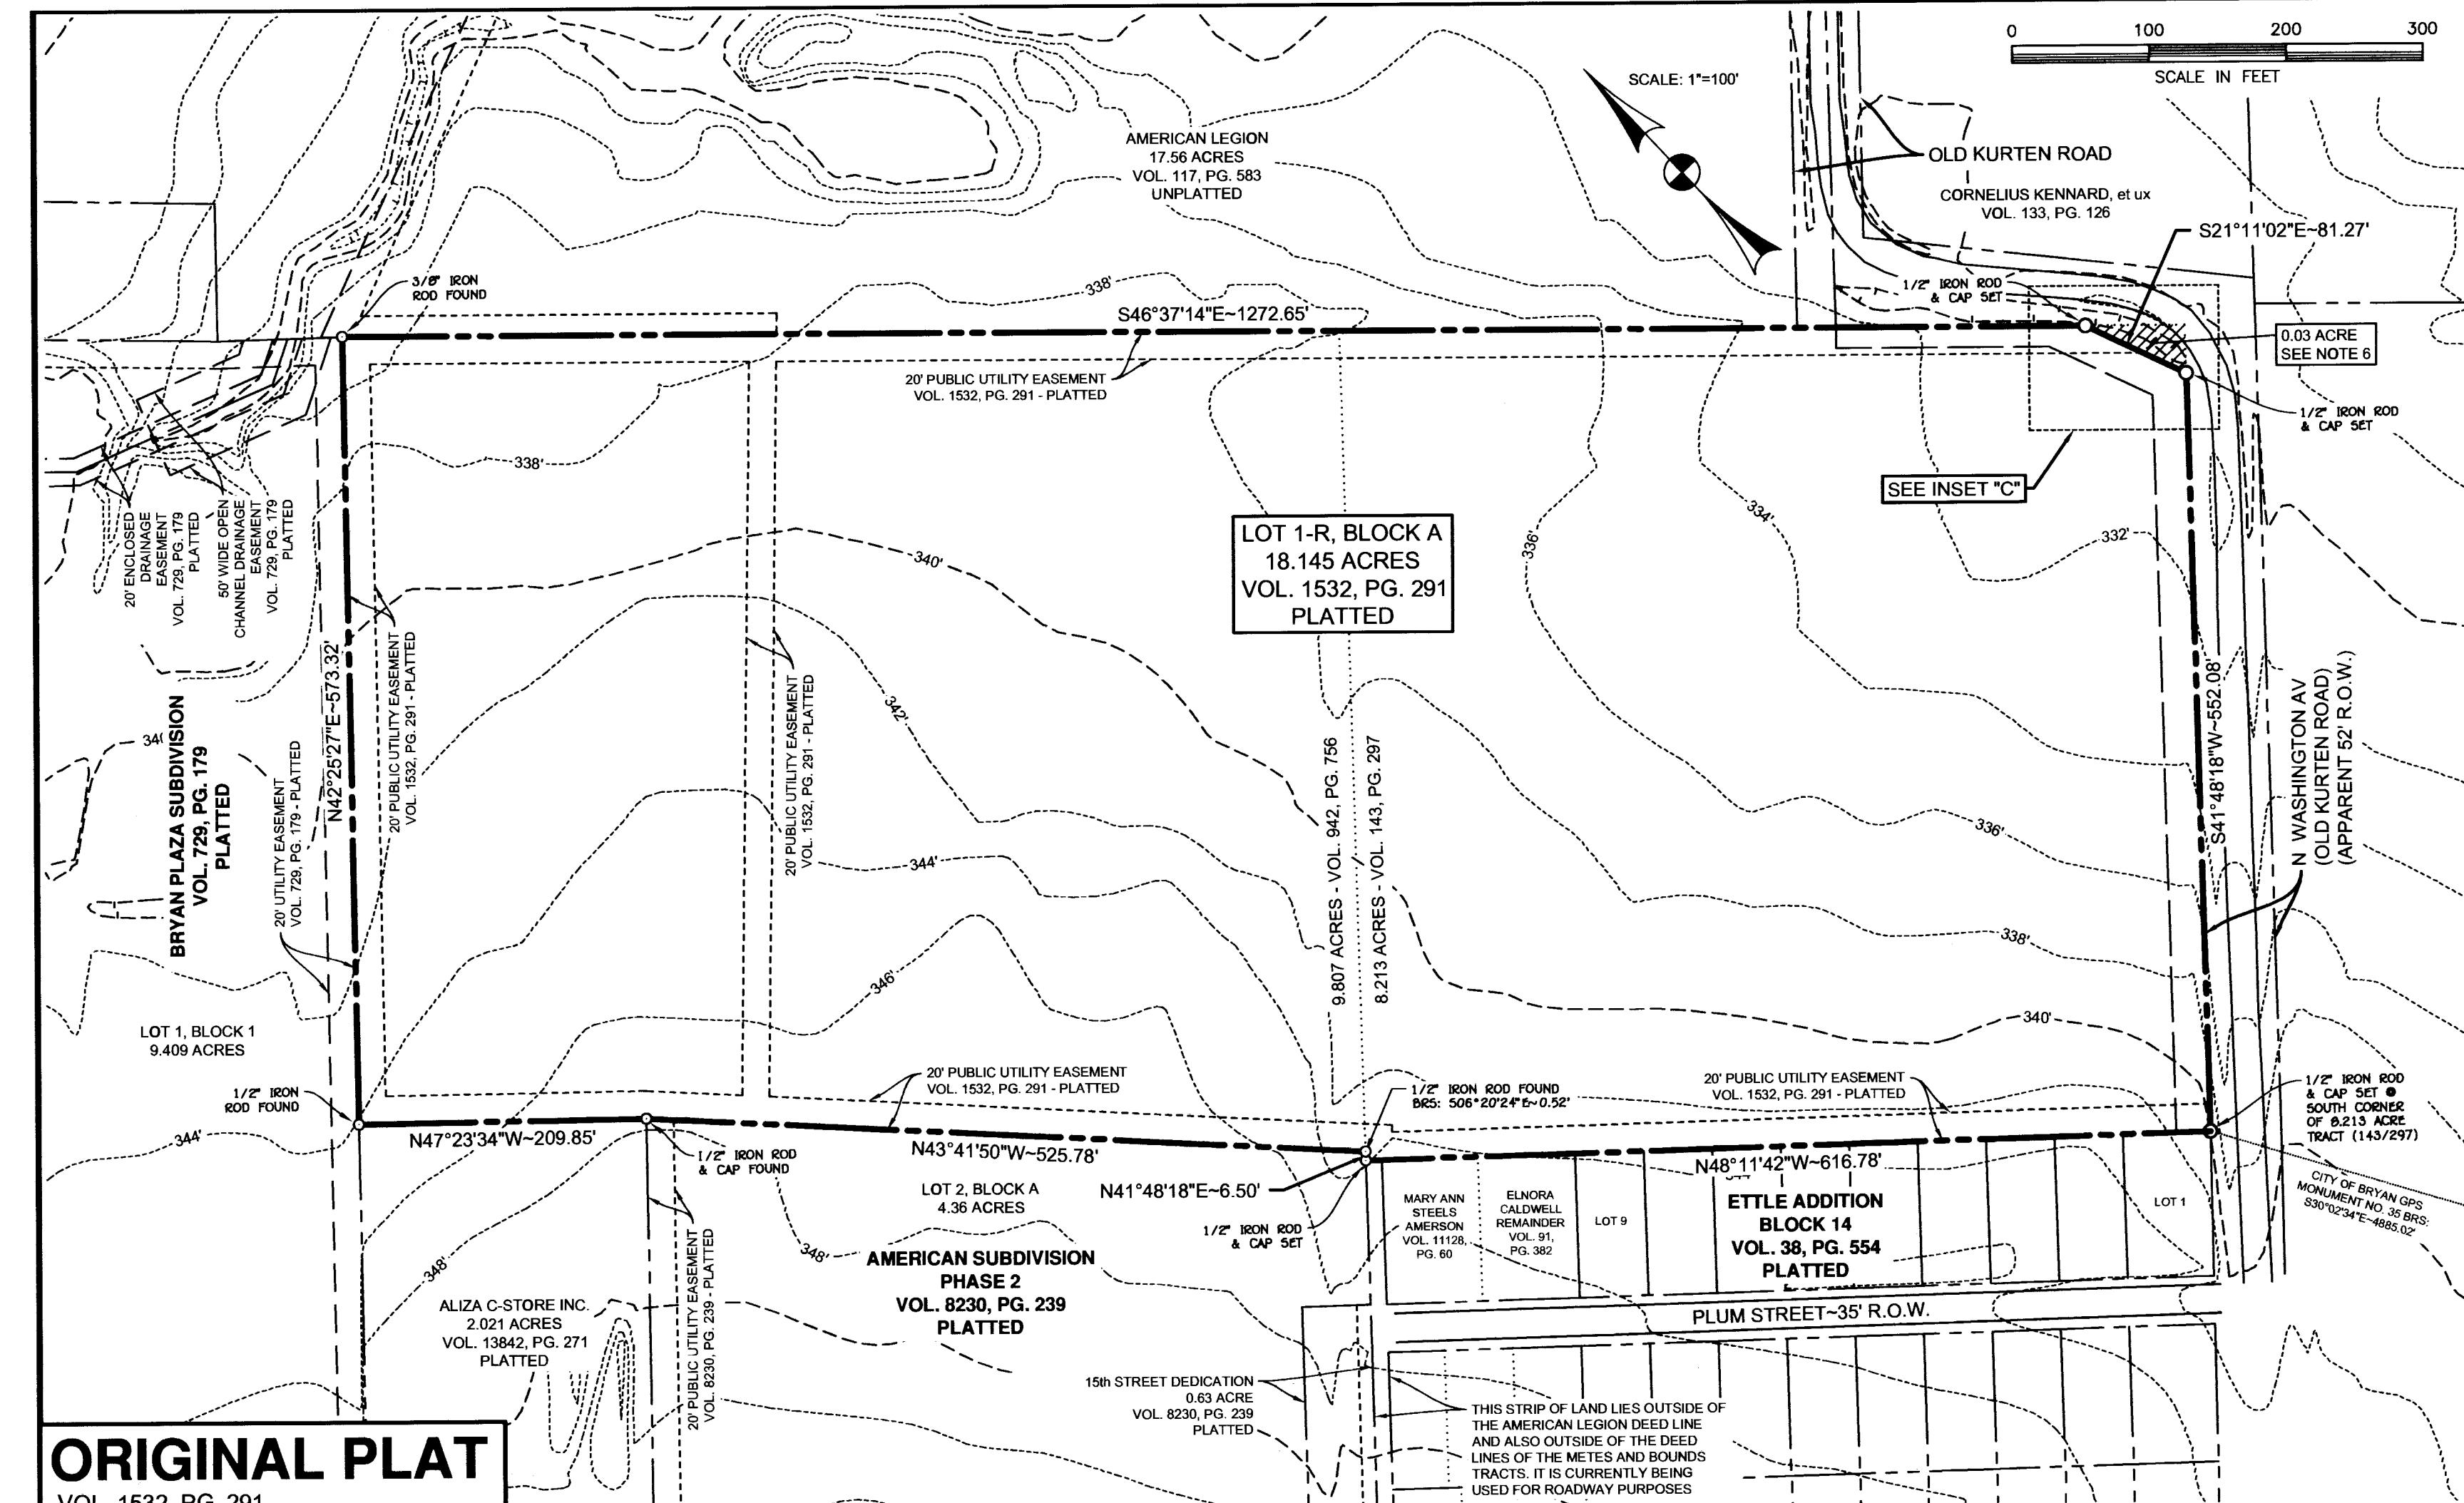 0 100 200 300
SCALE IN FEET
SCALE: 1"=100'
AMERICAN LEGION
17.56 ACRES
VOL. 117, PG. 583
UNPLATTED
OLD KURTEN ROAD
CORNELIUS KENNARD, et ux
VOL. 133, PG. 126
S21°11'02"E~81.27'
3/8" IRON
ROD FOUND
338'
S46°37'14"E~1272.65'
1/2" IRON ROD
& CAP SET
0.03 ACRE
SEE NOTE 6
20' PUBLIC UTILITY EASEMENT
VOL. 1532, PG. 291 - PLATTED
1/2" IRON ROD
& CAP SET
338'
SEE INSET "C"
20' ENCLOSED
DRAINAGE
EASEMENT
VOL. 729, PG. 179
PLATTED
50' WIDE OPEN
CHANNEL DRAINAGE
EASEMENT
VOL. 729, PG. 179
PLATTED
LOT 1-R, BLOCK A
18.145 ACRES
VOL. 1532, PG. 291
PLATTED
340'
336'
334'
332'
N42°25'27"E~573.32'
20' PUBLIC UTILITY EASEMENT
VOL. 1532, PG. 291 - PLATTED
20' PUBLIC UTILITY EASEMENT
VOL. 1532, PG. 291 - PLATTED
342'
BRYAN PLAZA SUBDIVISION
VOL. 729, PG. 179
PLATTED
20' UTILITY EASEMENT
VOL. 729, PG. 179 - PLATTED
9.807 ACRES - VOL. 942, PG. 756
8.213 ACRES - VOL. 143, PG. 297
S41°48'18"W~552.08'
N WASHINGTON AV
(OLD KURTEN ROAD)
(APPARENT 52' R.O.W.)
344'
336'
338'
346'
340'
LOT 1, BLOCK 1
9.409 ACRES
1/2" IRON
ROD FOUND
344'
20' PUBLIC UTILITY EASEMENT
VOL. 1532, PG. 291 - PLATTED
1/2" IRON ROD FOUND
BRS: S06°20'24"E~0.52'
20' PUBLIC UTILITY EASEMENT
VOL. 1532, PG. 291 - PLATTED
1/2" IRON ROD
& CAP SET @
SOUTH CORNER
OF 8.213 ACRE
TRACT (143/297)
N47°23'34"W~209.85'
1/2" IRON ROD
& CAP FOUND
N43°41'50"W~525.78'
N48°11'42"W~616.78'
344'
CITY OF BRYAN GPS
MONUMENT NO. 35 BRS:
S30°02'34"E~4885.02'
LOT 2, BLOCK A
4.36 ACRES
N41°48'18"E~6.50'
1/2" IRON ROD
& CAP SET
MARY ANN
STEELS
AMERSON
VOL. 11128,
PG. 60
ELNORA
CALDWELL
REMAINDER
VOL. 91,
PG. 382
LOT 9
ETTLE ADDITION
BLOCK 14
VOL. 38, PG. 554
PLATTED
LOT 1
348'
348'
AMERICAN SUBDIVISION
PHASE 2
VOL. 8230, PG. 239
PLATTED
20' PUBLIC UTILITY EASEMENT
VOL. 8230, PG. 239 - PLATTED
ALIZA C-STORE INC.
2.021 ACRES
VOL. 13842, PG. 271
PLATTED
PLUM STREET~35' R.O.W.
15th STREET DEDICATION
0.63 ACRE
VOL. 8230, PG. 239
PLATTED
THIS STRIP OF LAND LIES OUTSIDE OF
THE AMERICAN LEGION DEED LINE
AND ALSO OUTSIDE OF THE DEED
LINES OF THE METES AND BOUNDS
TRACTS. IT IS CURRENTLY BEING
USED FOR ROADWAY PURPOSES
ORIGINAL PLAT
VOL. 1532, PG. 291